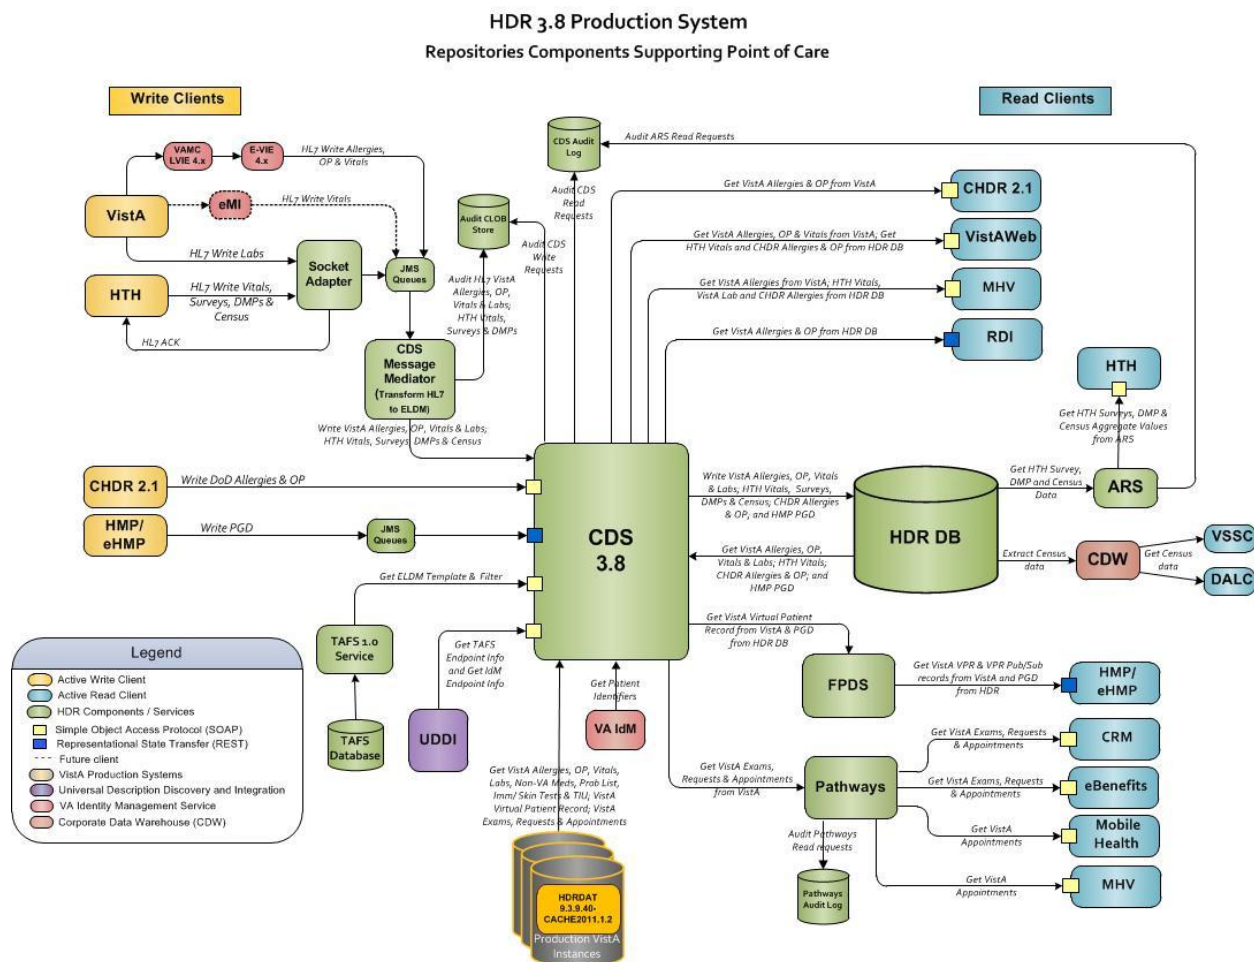 HDR 3.8 Production System
Repositories Components Supporting Point of Care
Write Clients
Read Clients
VAMC
LVIE 4.x
E-VIE
4.x
HL7 Write Allergies,
OP & Vitals
VistA
eMI
HL7 Write Vitals
HL7 Write Labs
HTH
HL7 Write Vitals,
Surveys, DMPs &
Census
HL7 ACK
Socket
Adapter
JMS
Queues
CDS
Message
Mediator
(Transform HL7
to ELDM)
Audit CLOB
Store
Audit HL7 VistA
Allergies, OP,
Vitals & Labs;
HTH Vitals,
Surveys & DMPs
Audit CDS
Write
Requests
CDS Audit
Log
Audit CDS
Read
Requests
Audit ARS Read Requests
Get VistA Allergies & OP from VistA
CHDR 2.1
Get VistA Allergies, OP & Vitals from VistA; Get
HTH Vitals and CHDR Allergies & OP from HDR DB
VistAWeb
Get VistA Allergies from VistA; HTH Vitals,
VistA Lab and CHDR Allergies from HDR DB
MHV
Get VistA Allergies & OP from HDR DB
RDI
HTH
Get HTH Surveys, DMP &
Census Aggregate Values
from ARS
Write VistA Allergies, OP, Vitals & Labs;
HTH Vitals, Surveys, DMPs & Census
CHDR 2.1
Write DoD Allergies & OP
HMP/
eHMP
Write PGD
JMS
Queues
CDS
3.8
Write VistA Allergies, OP, Vitals
& Labs; HTH Vitals, Surveys,
DMPs & Census; CHDR Allergies
& OP; and HMP PGD
Get VistA Allergies, OP,
Vitals & Labs; HTH Vitals;
CHDR Allergies & OP; and
HMP PGD
HDR DB
Get HTH Survey,
DMP and Census
Data
ARS
Extract Census
data
CDW
Get Census
data
VSSC
DALC
Get ELDM Template & Filter
TAFS 1.0
Service
TAFS
Database
Get TAFS
Endpoint Info
and Get IdM
Endpoint Info
UDDI
Get Patient
Identifiers
VA IdM
Get VistA Virtual Patient
Record from VistA & PGD
from HDR DB
FPDS
Get VistA VPR & VPR Pub/Sub
records from VistA and PGD
from HDR
HMP/
eHMP
Get VistA Exams,
Requests & Appointments
from VistA
Pathways
Get VistA Exams, Requests
& Appointments
CRM
Get VistA Exams, Requests
& Appointments
eBenefits
Get VistA
Appointments
Mobile
Health
Get VistA
Appointments
MHV
Audit Pathways
Read requests
Pathways
Audit Log
Get VistA Allergies, OP, Vitals,
Labs, Non-VA Meds, Prob List,
Imm/ Skin Tests & TIU; VistA
Virtual Patient Record; VistA
Exams, Requests & Appointments
HDRDAT
9.3.9.40-
CACHE2011.1.2
Production VistA
Instances
Legend
Active Write Client
Active Read Client
HDR Components / Services
Simple Object Access Protocol (SOAP)
Representational State Transfer (REST)
Future client
VistA Production Systems
Universal Description Discovery and Integration
VA Identity Management Service
Corporate Data Warehouse (CDW)